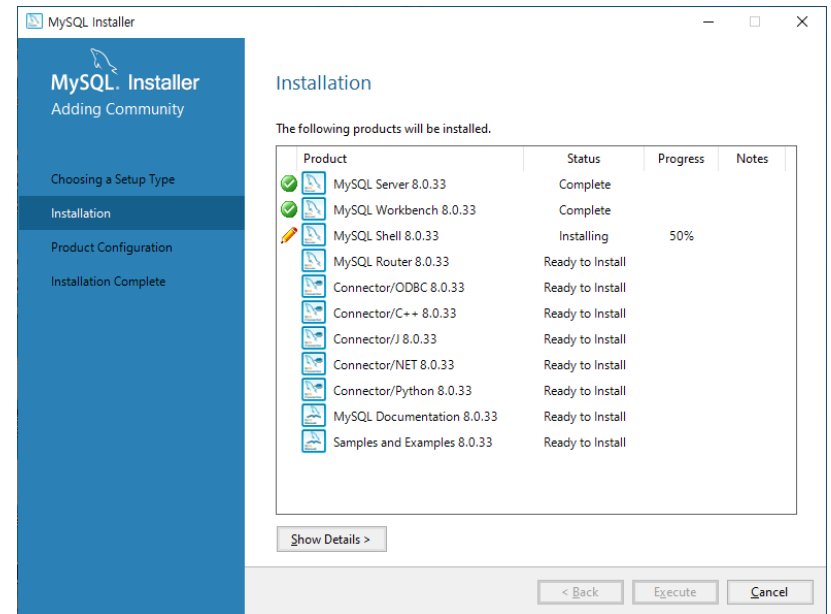 MySQL Installer
MySQL. Installer
Adding Community
Choosing a Setup Type
Installation
Product Configuration
Installation Complete
Installation
The following products will be installed.
Product Status Progress Notes
MySQL Server 8.0.33 Complete
MySQL Workbench 8.0.33 Complete
MySQL Shell 8.0.33 Installing 50%
MySQL Router 8.0.33 Ready to Install
Connector/ODBC 8.0.33 Ready to Install
Connector/C++ 8.0.33 Ready to Install
Connector/J 8.0.33 Ready to Install
Connector/NET 8.0.33 Ready to Install
Connector/Python 8.0.33 Ready to Install
MySQL Documentation 8.0.33 Ready to Install
Samples and Examples 8.0.33 Ready to Install
Show Details >
< Back Execute Cancel